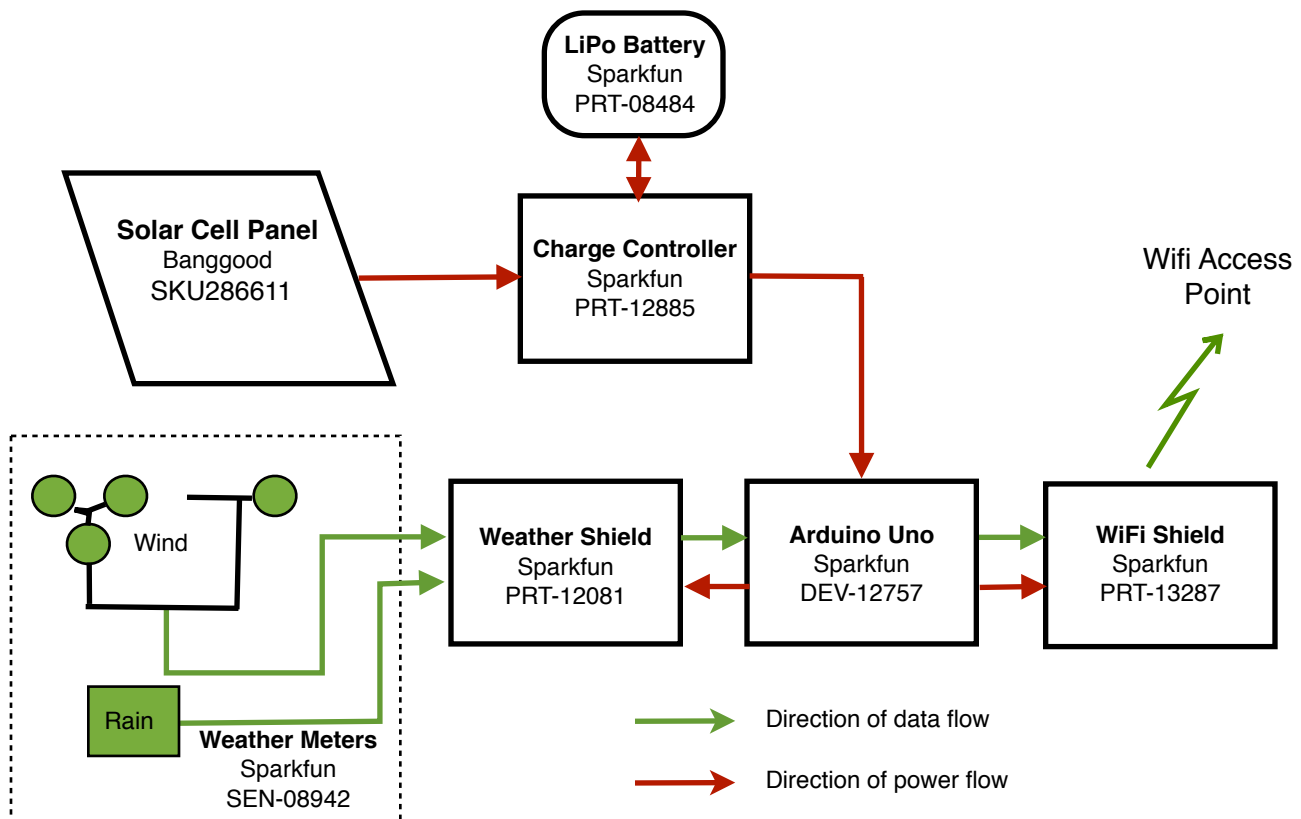 LiPo Battery
Sparkfun
PRT-08484
Solar Cell Panel
Banggood
SKU286611
Charge Controller
Sparkfun
PRT-12885
Wifi Access
Point
Wind
Rain
Weather Meters
Sparkfun
SEN-08942
Weather Shield
Sparkfun
PRT-12081
Arduino Uno
Sparkfun
DEV-12757
WiFi Shield
Sparkfun
PRT-13287
Direction of data flow
Direction of power flow